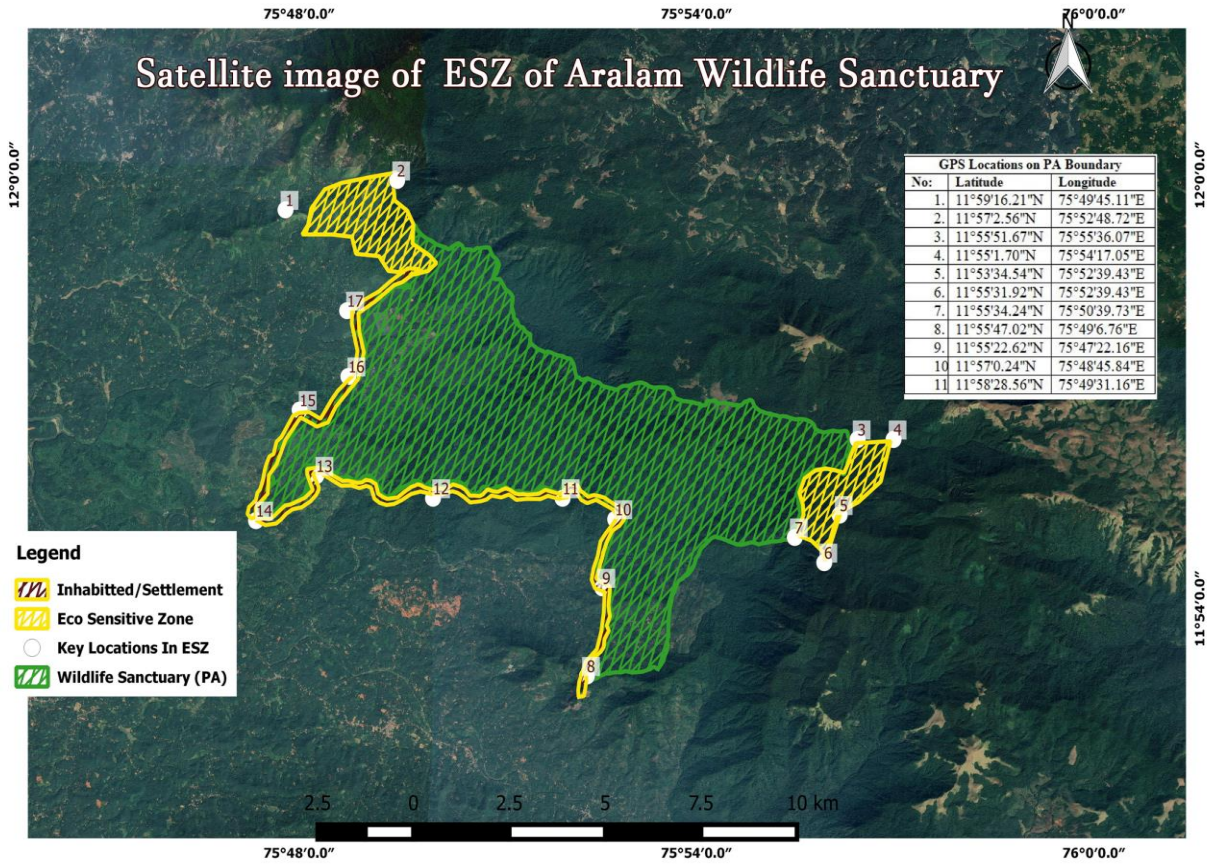 75°48′0.0″ 75°54′0.0″ 76°0′0.0″
N
Satellite image of ESZ of Aralam Wildlife Sanctuary
12°0′0.0″ 12°0′0.0″
GPS Locations on PA Boundary
No: Latitude Longitude
1. 11°59'16.21"N 75°49'45.11"E
2. 11°57'2.56"N 75°52'48.72"E
3. 11°55'51.67"N 75°55'36.07"E
4. 11°55'1.70"N 75°54'17.05"E
5. 11°53'34.54"N 75°52'39.43"E
6. 11°55'31.92"N 75°52'39.43"E
7. 11°55'34.24"N 75°50'39.73"E
8. 11°55'47.02"N 75°49'6.76"E
9. 11°55'22.62"N 75°47'22.16"E
10 11°57'0.24"N 75°48'45.84"E
11 11°58'28.56"N 75°49'31.16"E
2
1
17
16
15
3 4
13
12 11
14 10 5
7
6
9
8
Legend
Inhabitted/Settlement
Eco Sensitive Zone
Key Locations In ESZ
Wildlife Sanctuary (PA)
11°54′0.0″
2.5 0 2.5 5 7.5 10 km
75°48′0.0″ 75°54′0.0″ 76°0′0.0″